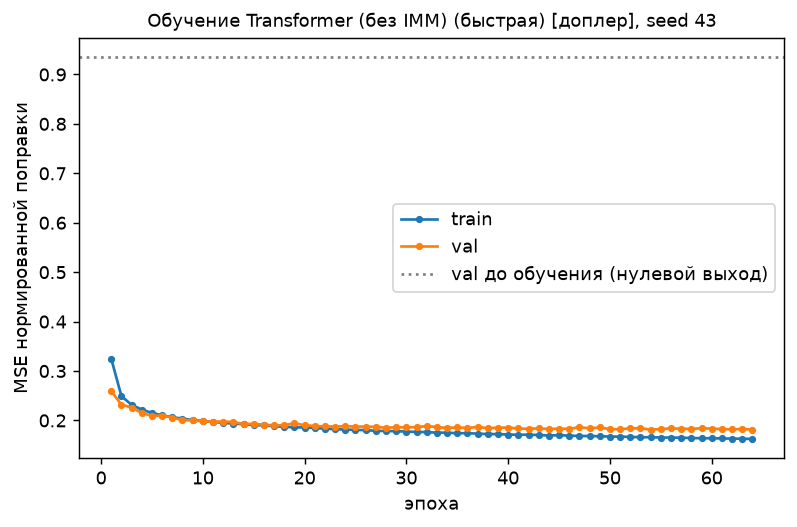 Обучение Transformer (без IMM) (быстрая) [доплер], seed 43
MSE нормированной поправки
0.9
0.8
0.7
0.6
0.5
0.4
0.3
0.2
train
val
val до обучения (нулевой выход)
0 10 20 30 40 50 60
эпоха